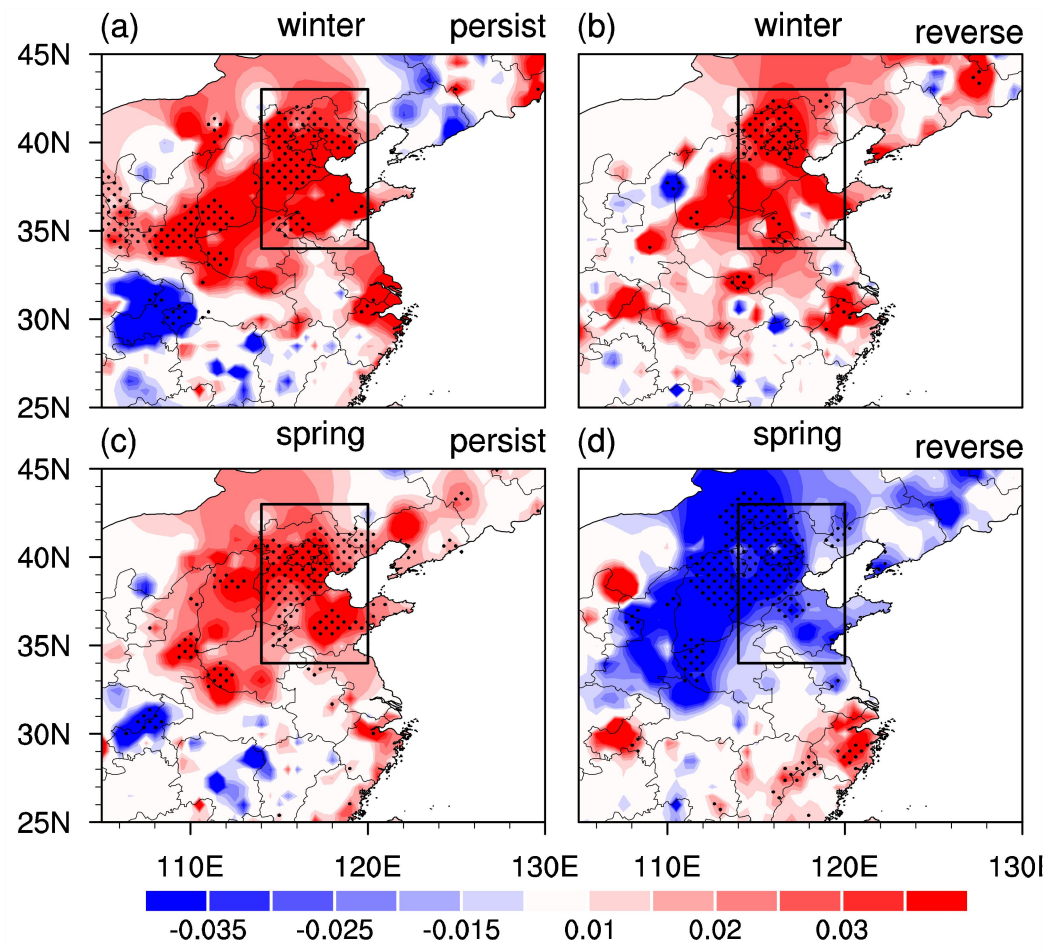 (a) winter persist
(b) winter reverse
45N
40N
35N
30N
25N
(c) spring persist
(d) spring reverse
45N
40N
35N
30N
25N
110E 120E 130E 110E 120E 130E
-0.035 -0.025 -0.015 0.01 0.02 0.03